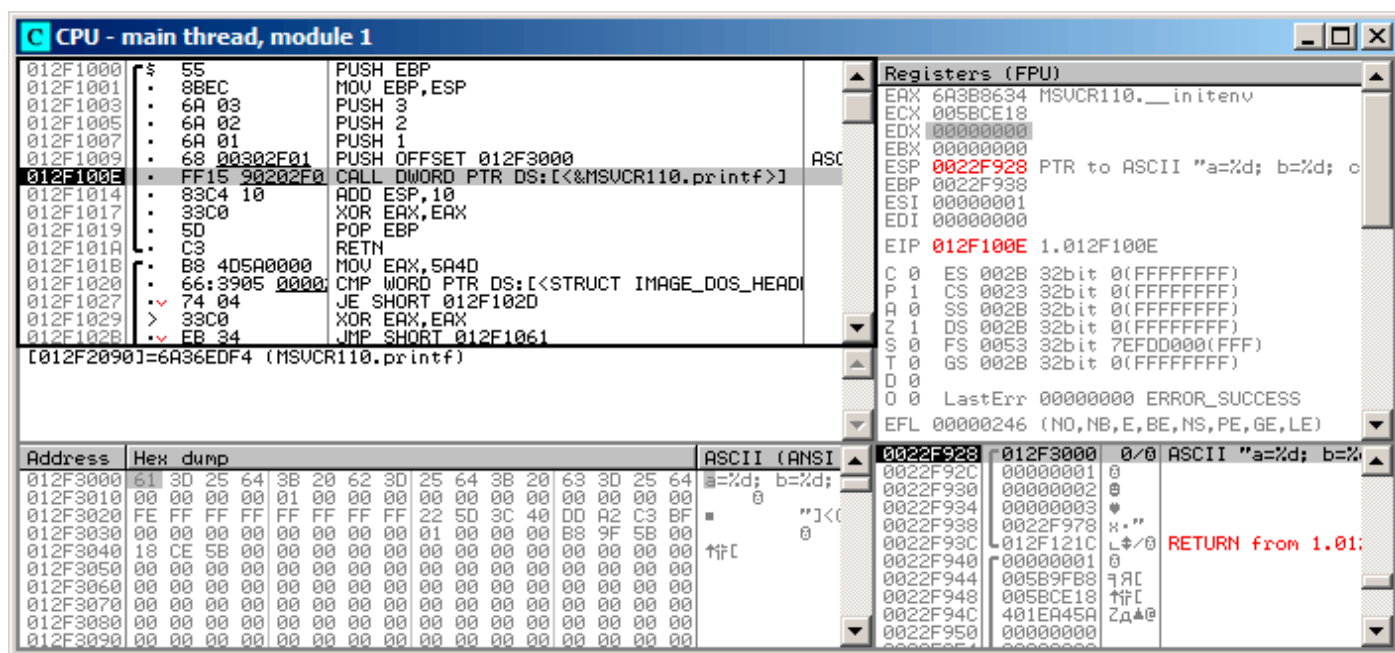 C CPU - main thread, module 1
012F1000 $ 55 PUSH EBP
012F1001 · 8BEC MOV EBP,ESP
012F1003 · 6A 03 PUSH 3
012F1005 · 6A 02 PUSH 2
012F1007 · 6A 01 PUSH 1
012F1009 · 68 00302F01 PUSH OFFSET 012F3000 ASC
012F100E · FF15 90202F0 CALL DWORD PTR DS:[<&MSVCR110.printf>]
012F1014 · 83C4 10 ADD ESP,10
012F1017 · 33C0 XOR EAX,EAX
012F1019 · 5D POP EBP
012F101A · C3 RETN
012F101B · B8 4D5A0000 MOV EAX,5A4D
012F1020 · 66:3905 0000 CMP WORD PTR DS:[<STRUCT IMAGE_DOS_HEAD
012F1027 · 74 04 JE SHORT 012F102D
012F1029 > 33C0 XOR EAX,EAX
012F102B · EB 34 JMP SHORT 012F1061
[012F2090]=6A36EDF4 (MSVCR110.printf)
Registers (FPU)
EAX 6A3B8634 MSVCR110.__initenv
ECX 005BCE18
EDX 00000000
EBX 00000000
ESP 0022F928 PTR to ASCII "a=%d; b=%d; c
EBP 0022F938
ESI 00000001
EDI 00000000
EIP 012F100E 1.012F100E
C 0 ES 002B 32bit 0(FFFFFFFF)
P 1 CS 0023 32bit 0(FFFFFFFF)
A 0 SS 002B 32bit 0(FFFFFFFF)
Z 1 DS 002B 32bit 0(FFFFFFFF)
S 0 FS 0053 32bit 7EFDD000(FFF)
T 0 GS 002B 32bit 0(FFFFFFFF)
D 0
O 0 LastErr 00000000 ERROR_SUCCESS
EFL 00000246 (NO,NB,E,BE,NS,PE,GE,LE)
Address Hex dump ASCII (ANSI
012F3000 61 3D 25 64 3B 20 62 3D 25 64 3B 20 63 3D 25 64 a=%d; b=%d;
012F3010 00 00 00 00 01 00 00 00 00 00 00 00 00 00 00 00
012F3020 FE FF FF FF FF FF FF FF 22 5D 3C 40 DD A2 C3 BF "]<
012F3030 00 00 00 00 00 00 00 00 01 00 00 00 B8 9F 5B 00
012F3040 18 CE 5B 00 00 00 00 00 00 00 00 00 00 00 00 00
012F3050 00 00 00 00 00 00 00 00 00 00 00 00 00 00 00 00
012F3060 00 00 00 00 00 00 00 00 00 00 00 00 00 00 00 00
012F3070 00 00 00 00 00 00 00 00 00 00 00 00 00 00 00 00
012F3080 00 00 00 00 00 00 00 00 00 00 00 00 00 00 00 00
012F3090 00 00 00 00 00 00 00 00 00 00 00 00 00 00 00 00
0022F928 012F3000 0/ ASCII "a=%d; b=%
0022F92C 00000001
0022F930 00000002
0022F934 00000003 ♥
0022F938 0022F978 x·"
0022F93C 012F121C RETURN from 1.01
0022F940 00000001
0022F944 005B9FB8 ╕Я[
0022F948 005BCE18 ↑╬[
0022F94C 401EA45A Zд▲@
0022F950 00000000